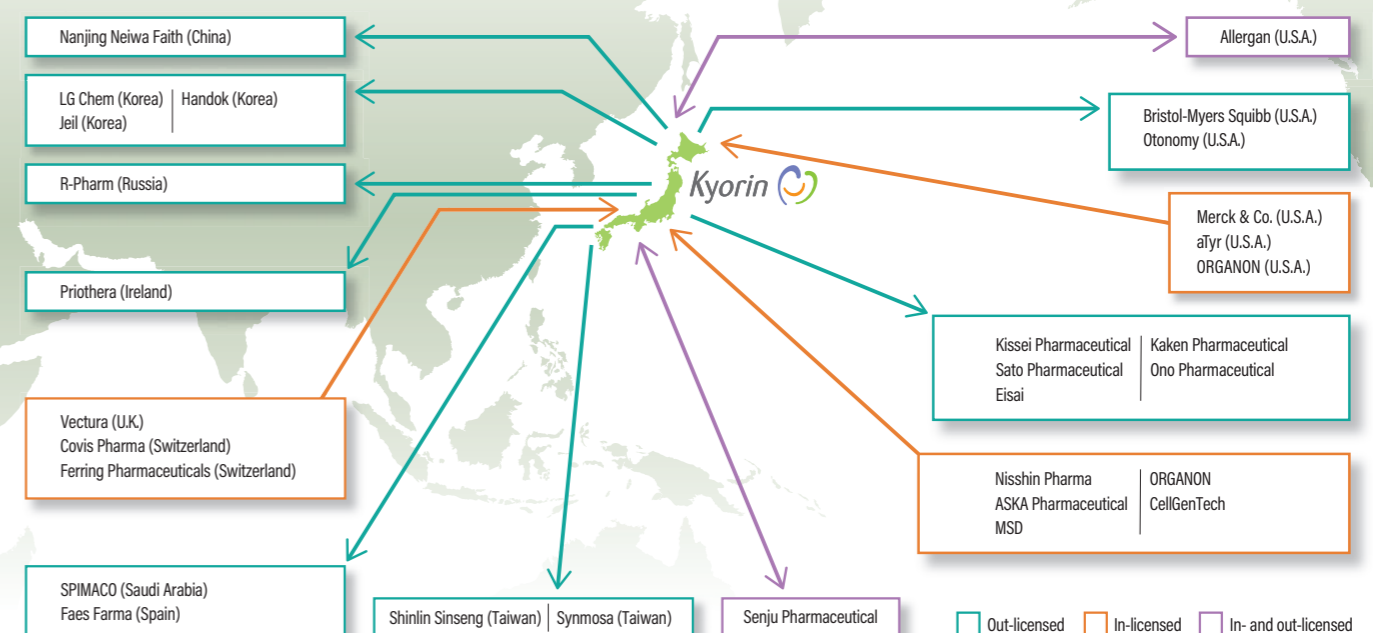 Nanjing Neiwa Faith (China)
LG Chem (Korea) Handok (Korea)
Jeil (Korea)
R-Pharm (Russia)
Priothera (Ireland)
Vectura (U.K.)
Covis Pharma (Switzerland)
Ferring Pharmaceuticals (Switzerland)
SPIMACO (Saudi Arabia)
Faes Farma (Spain)
Shinlin Sinseng (Taiwan) Synmosa (Taiwan)
Senju Pharmaceutical
Kyorin
Allergan (U.S.A.)
Bristol-Myers Squibb (U.S.A.)
Otonomy (U.S.A.)
Merck & Co. (U.S.A.)
aTyr (U.S.A.)
ORGANON (U.S.A.)
Kissei Pharmaceutical Kaken Pharmaceutical
Sato Pharmaceutical Ono Pharmaceutical
Eisai
Nisshin Pharma ORGANON
ASKA Pharmaceutical CellGenTech
MSD
Out-licensed In-licensed In- and out-licensed